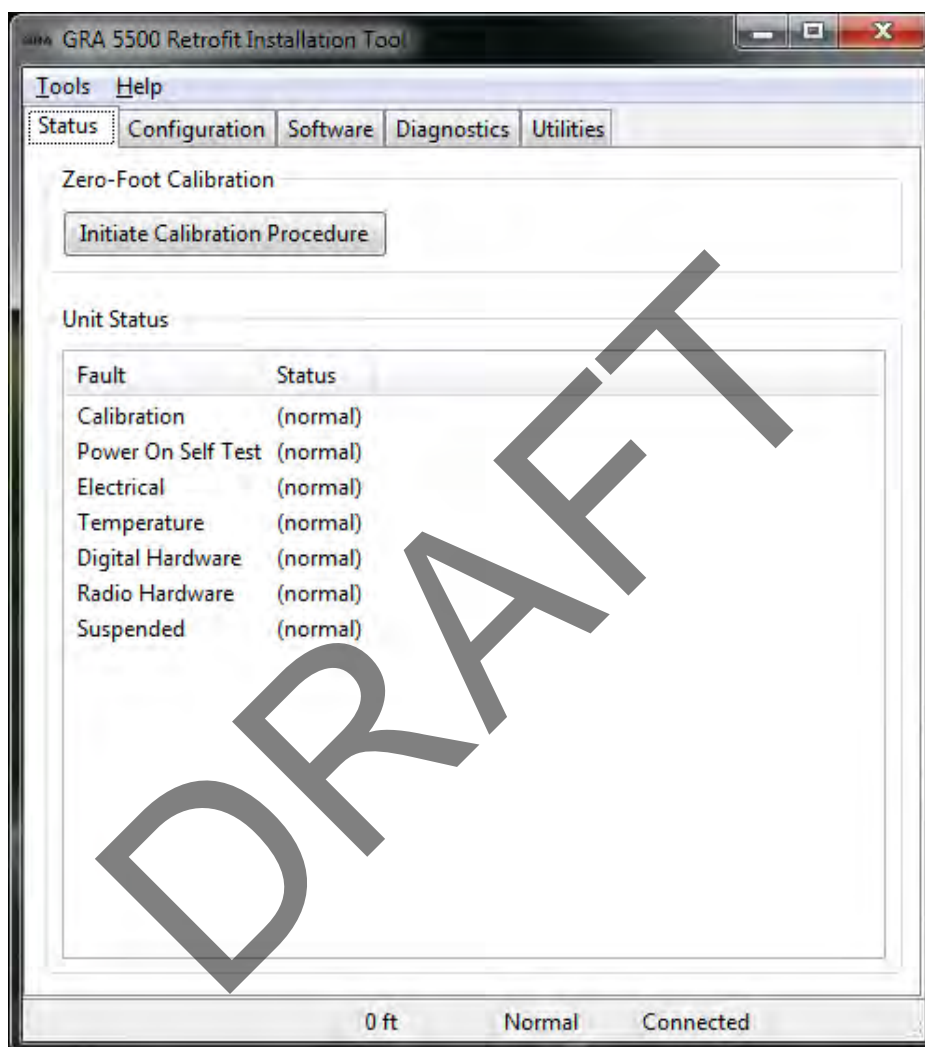 GRA 5500 Retrofit Installation Tool
Tools Help
Status Configuration Software Diagnostics Utilities
Zero-Foot Calibration
Initiate Calibration Procedure
Unit Status
Fault Status
Calibration (normal)
Power On Self Test (normal)
Electrical (normal)
Temperature (normal)
Digital Hardware (normal)
Radio Hardware (normal)
Suspended (normal)
DRAFT
0 ft Normal Connected